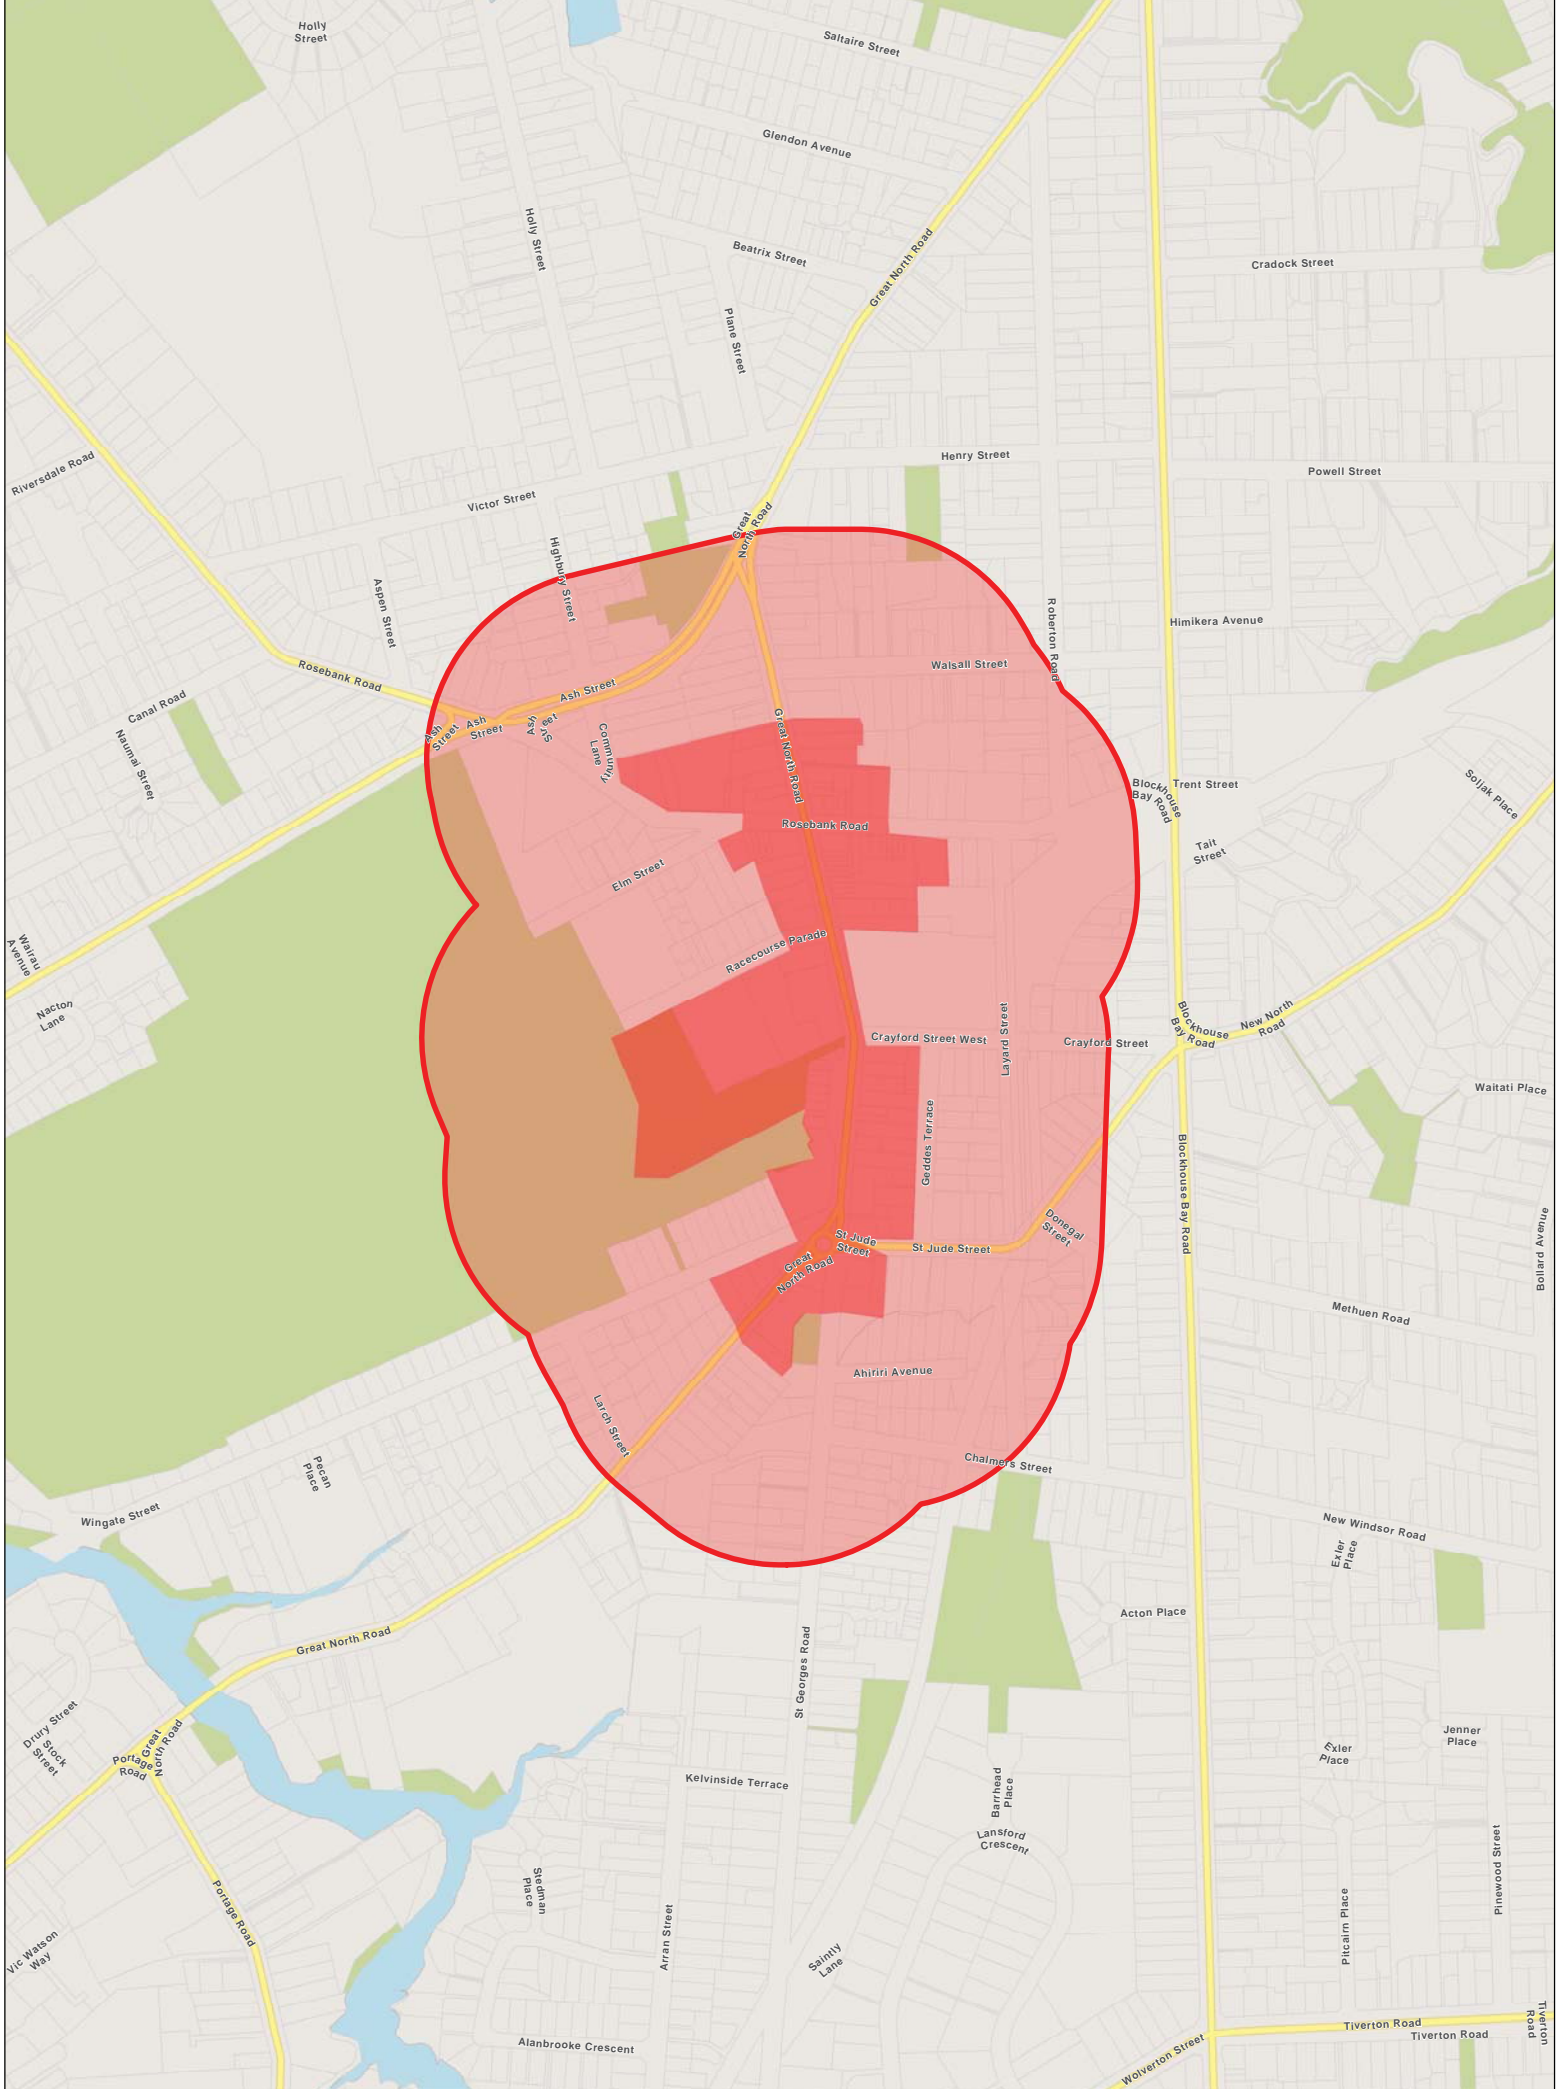 Holly
Street
Saltaire Street
Glendon Avenue
Holly Street
Beatrix Street
Great North Road
Cradock Street
Plane Street
Riversdale Road
Henry Street
Powell Street
Victor Street
Great
North Road
Highbury Street
Aspen Street
Roberton Road
Himikera Avenue
Walsall Street
Rosebank Road
Ash Street
Canal Road
Ash
Street
Ash
Street
Ash
Street
Naumai Street
Community
Lane
Great North Road
Blockhouse
Bay Road
Trent Street
Soljak Place
Rosebank Road
Tait
Street
Elm Street
Wairau
Avenue
Racecourse Parade
Nacton
Lane
Layard Street
Crayford Street West
Crayford Street
Blockhouse
Bay Road
New North
Road
Waitati Place
Geddes Terrace
Blockhouse Bay Road
Donegal
Street
St Jude
Street
St Jude Street
Bollard Avenue
Great
North Road
Methuen Road
Ahiriri Avenue
Larch Street
Chalmers Street
Pecan
Place
Wingate Street
New Windsor Road
Exler
Place
Acton Place
Great North Road
St Georges Road
Drury Street
Stock
Street
Great
North Road
Portage
Road
Jenner
Place
Exler
Place
Kelvinside Terrace
Barrhead
Place
Lansford
Crescent
Stedman
Place
Portage Road
Pinewood Street
Pitcairn Place
Arran Street
Vic Watson
Way
Saintly
Lane
Alanbrooke Crescent
Tiverton Road
Tiverton Road
Tiverton
Road
Wolverton Street